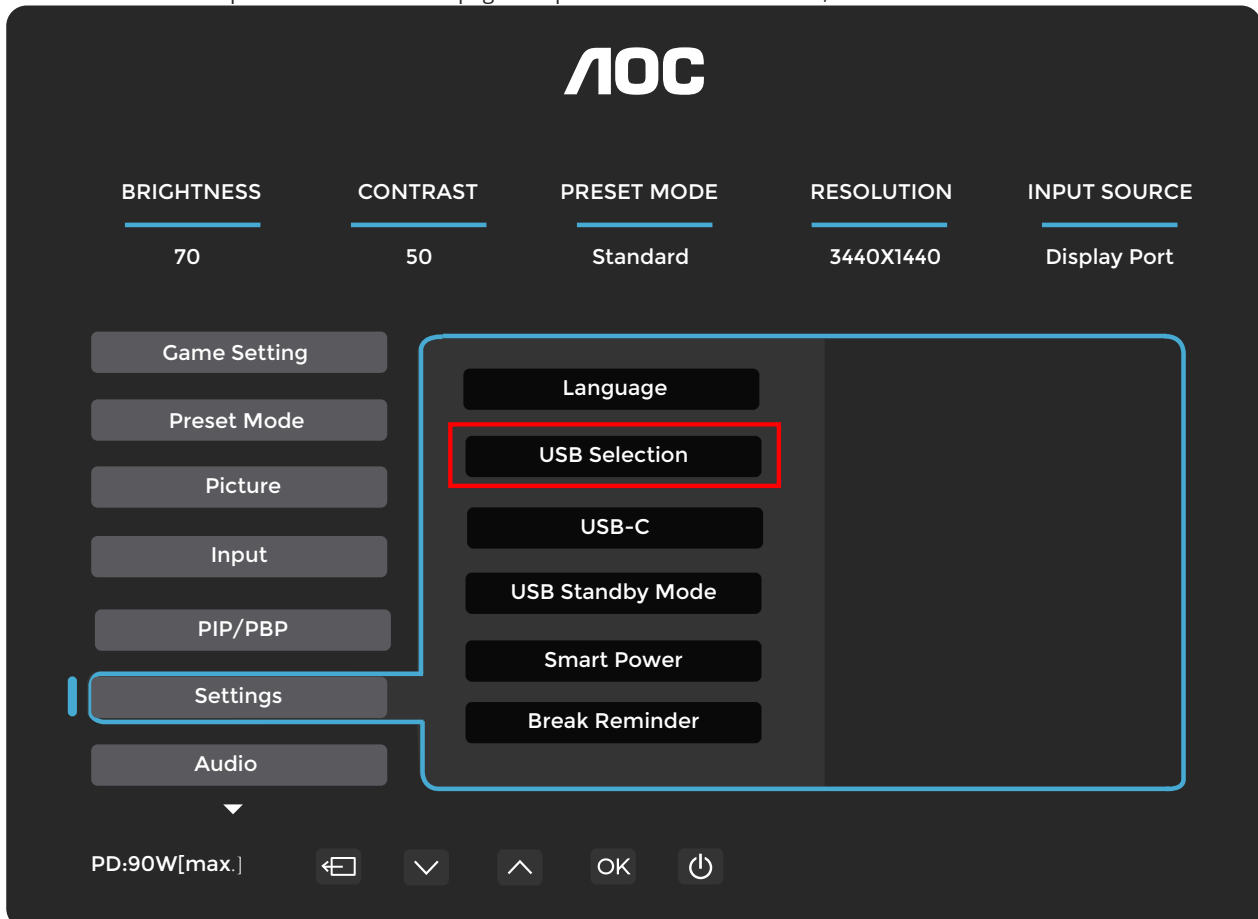 AOC
BRIGHTNESS CONTRAST PRESET MODE RESOLUTION INPUT SOURCE
70 50 Standard 3440X1440 Display Port
Game Setting
Preset Mode
Picture
Input
PIP/PBP
Settings
Audio
Language
USB Selection
USB-C
USB Standby Mode
Smart Power
Break Reminder
PD:90W[max.]
OK